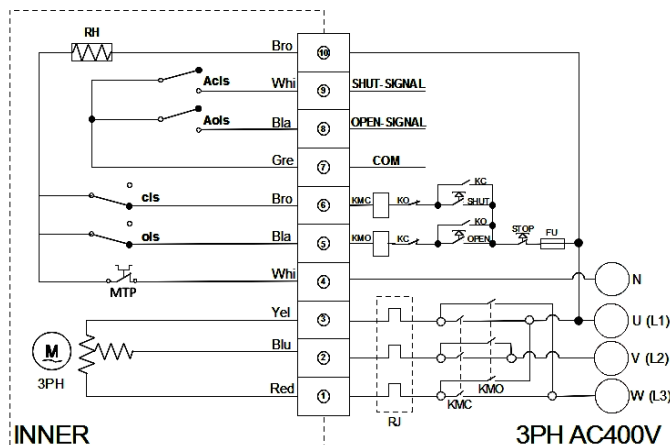 RH
Bro
⑩
Acls
Whi
⑨
SHUT-SIGNAL
Aols
Bla
⑧
OPEN-SIGNAL
Gre
⑦
COM
cls
Bro
⑥
KMC
KO
KC
SHUT
ols
Bla
⑤
KMO
KC
KO
OPEN
STOP
FU
MTP
Whi
④
N
Yel
③
U (L1)
M
3PH
Blu
②
V (L2)
Red
①
RJ
KMC
KMO
W (L3)
INNER
3PH AC400V